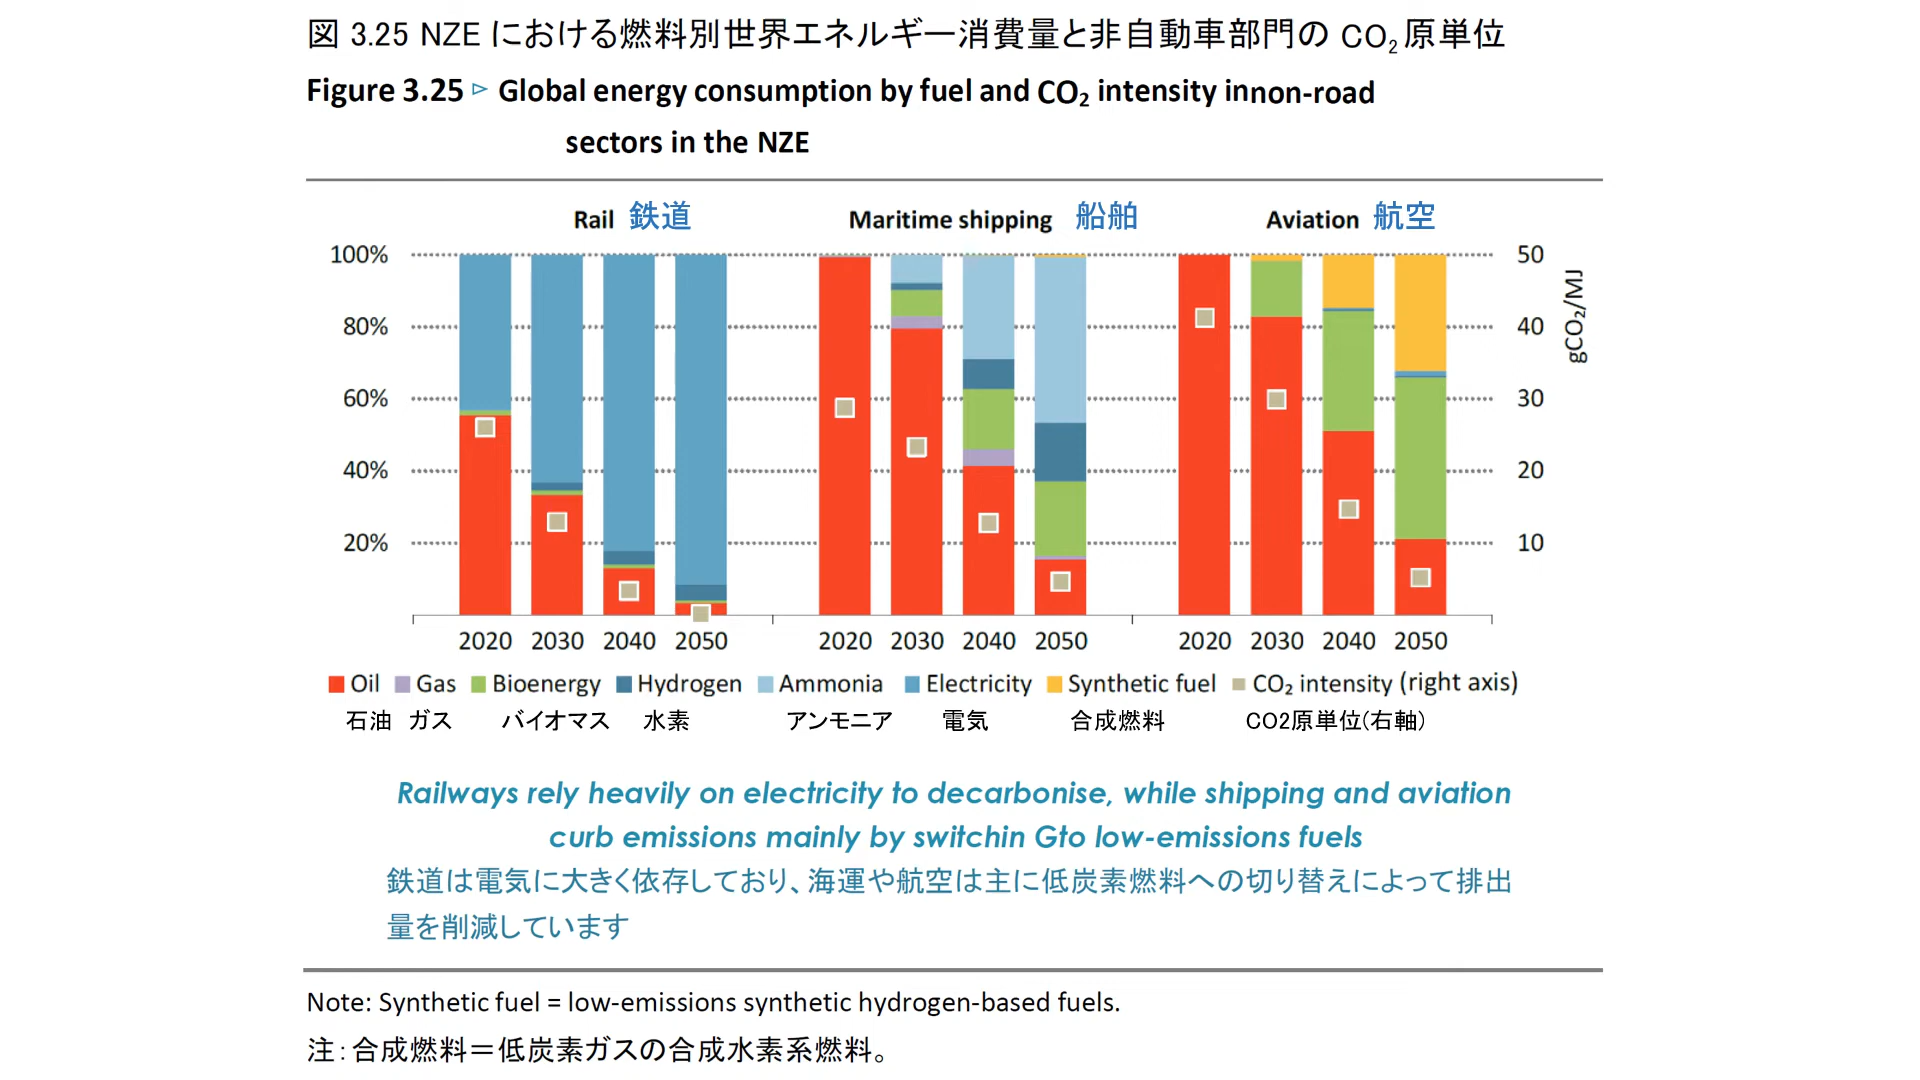 図 3.25 NZE における燃料別世界エネルギー消費量と非自動車部門の CO₂原単位
Figure 3.25 ▷ Global energy consumption by fuel and CO₂ intensity innon-road
sectors in the NZE
Rail 鉄道 Maritime shipping 船舶 Aviation 航空
100% 50
80% 40
60% 30
40% 20
20% 10
gCO₂/MJ
2020 2030 2040 2050 2020 2030 2040 2050 2020 2030 2040 2050
Oil Gas Bioenergy Hydrogen Ammonia Electricity Synthetic fuel CO₂ intensity (right axis)
石油 ガス バイオマス 水素 アンモニア 電気 合成燃料 CO2原単位(右軸)
Railways rely heavily on electricity to decarbonise, while shipping and aviation
curb emissions mainly by switchin Gto low-emissions fuels
鉄道は電気に大きく依存しており、海運や航空は主に低炭素燃料への切り替えによって排出
量を削減しています
Note: Synthetic fuel = low-emissions synthetic hydrogen-based fuels.
注：合成燃料＝低炭素ガスの合成水素系燃料。